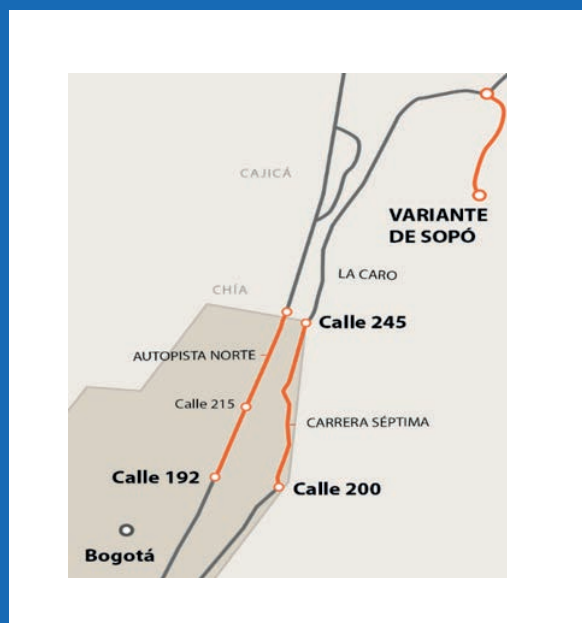 CAJICÁ
VARIANTE
DE SOPÓ
LA CARO
CHÍA
Calle 245
AUTOPISTA NORTE
Calle 215
CARRERA SÉPTIMA
Calle 192
Calle 200
Bogotá